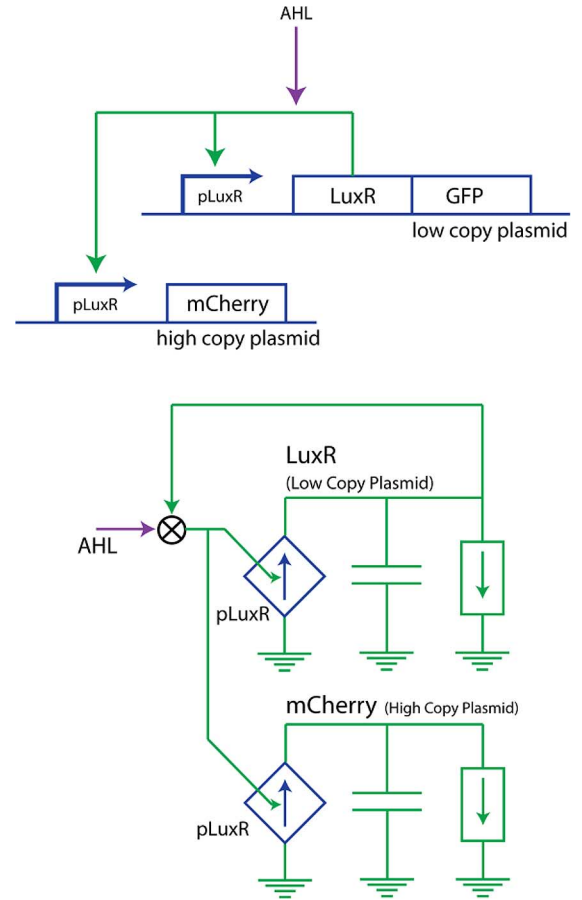 AHL
pLuxR
LuxR
GFP
low copy plasmid
pLuxR
mCherry
high copy plasmid
LuxR
(Low Copy Plasmid)
AHL
pLuxR
mCherry (High Copy Plasmid)
pLuxR